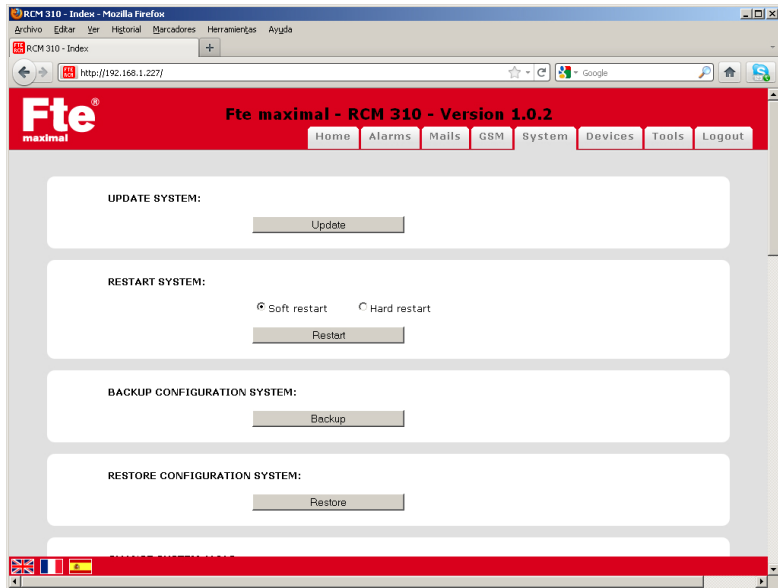 RCM 310 - Index - Mozilla Firefox
Archivo Editar Ver Historial Marcadores Herramientas Ayuda
RCM 310 - Index
http://192.168.1.227/
Google
Fte®
maximal
Fte maximal - RCM 310 - Version 1.0.2
Home Alarms Mails GSM System Devices Tools Logout
UPDATE SYSTEM:
Update
RESTART SYSTEM:
Soft restart Hard restart
Restart
BACKUP CONFIGURATION SYSTEM:
Backup
RESTORE CONFIGURATION SYSTEM:
Restore